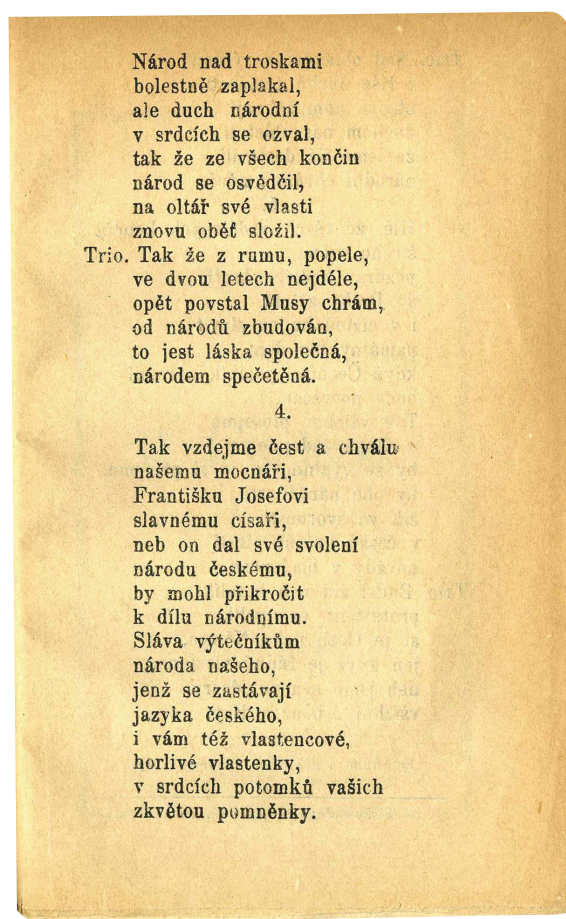 Národ nad troskami
bolestně zaplakal,
ale duch národní
v srdcích se ozval,
tak že ze všech končin
národ se osvědčil,
na oltář své vlasti
znovu oběť složil.
Trio. Tak že z rumu, popele,
ve dvou letech nejdéle,
opět povstal Musy chrám,
od národů zbudován,
to jest láska společná,
národem spečetěná.
4.
Tak vzdejme čest a chválu
našemu mocnáři,
Františku Josefovi
slavnému císaři,
neb on dal své svolení
národu českému,
by mohl přikročit
k dílu národnímu.
Sláva výtečníkům
národa našeho,
jenž se zastávají
jazyka českého,
i vám též vlastencové,
horlivé vlastenky,
v srdcích potomků vašich
zkvětou pomněnky.